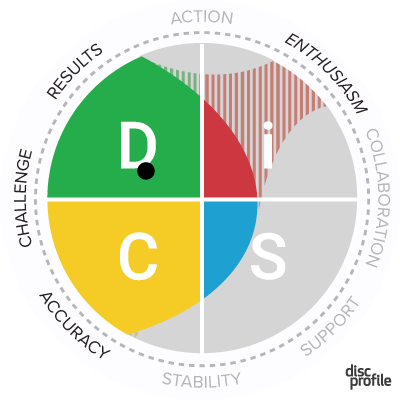 ACTION
RESULTS
ENTHUSIASM
D
i
CHALLENGE
COLLABORATION
C
S
ACCURACY
SUPPORT
STABILITY
disc
profile